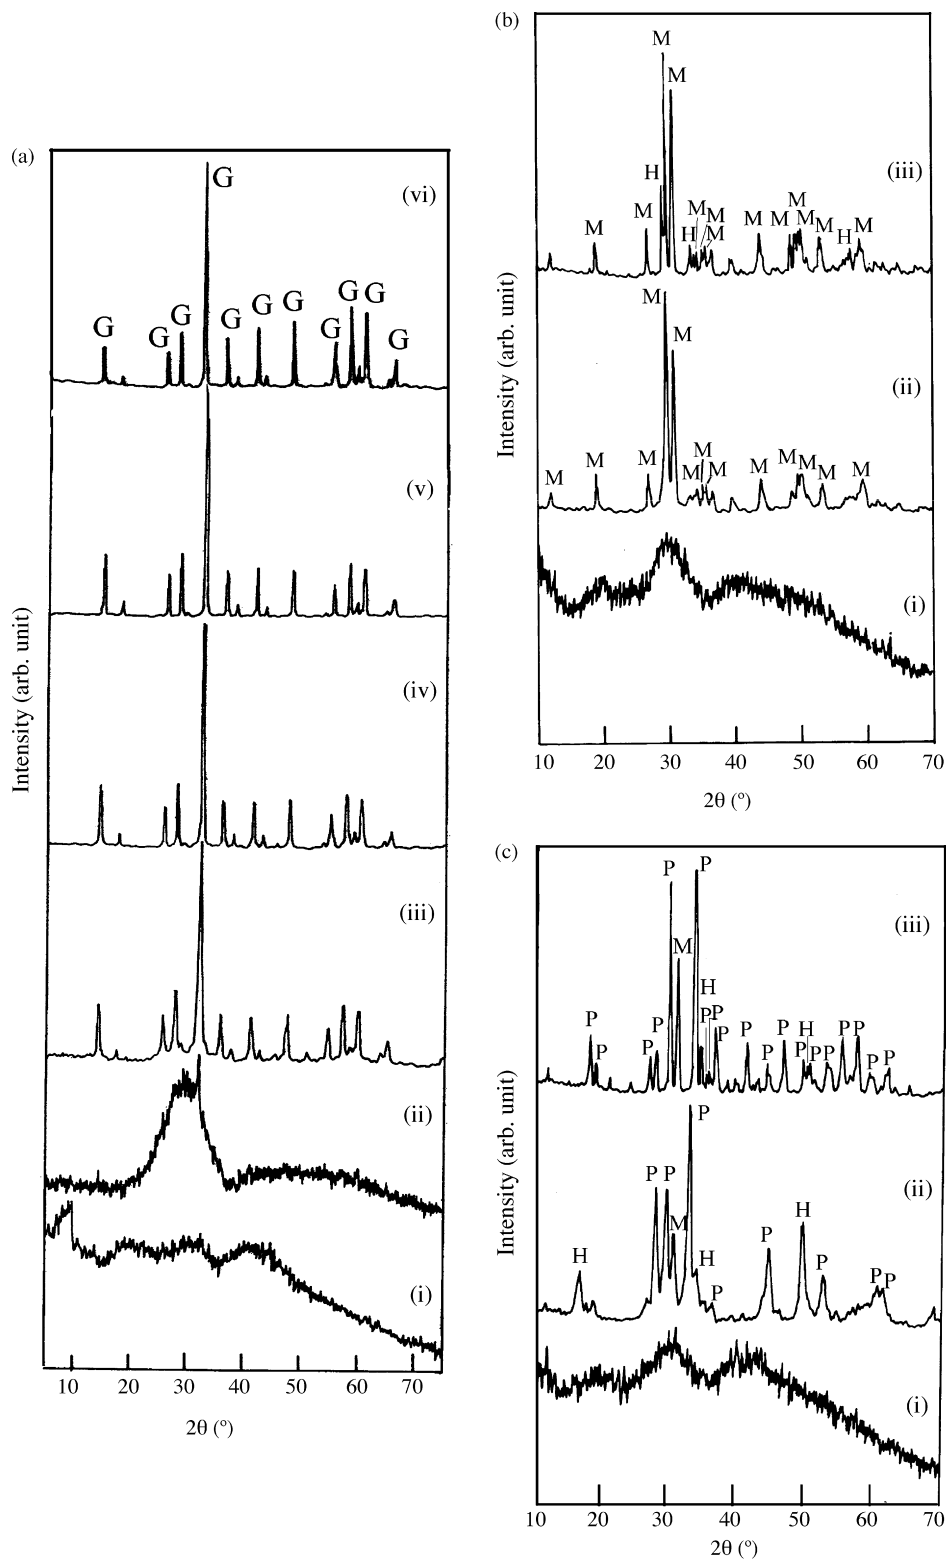 (a)
G
(vi)
G G G G G G G G G G
(v)
(iv)
(iii)
(ii)
(i)
Intensity (arb. unit)
10 20 30 40 50 60 70
2θ (º)
(b)
M
M
(iii)
H
M M M M M M M M M M M H M
H
M
M
(ii)
M M M M M M M M M M M M
(i)
Intensity (arb. unit)
10 20 30 40 50 60 70
2θ (º)
(c)
P
P
(iii)
M
H
P P P P P P P P P P H P P P P P P
P
(ii)
P P
H M H P P H P P P
(i)
Intensity (arb. unit)
10 20 30 40 50 60 70
2θ (º)